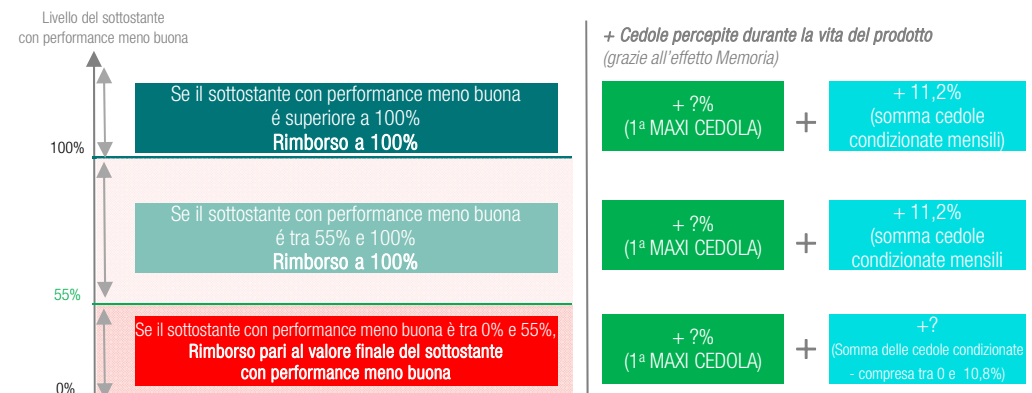 Livello del sottostante
con performance meno buona
+ Cedole percepite durante la vita del prodotto
(grazie all'effetto Memoria)
Se il sottostante con performance meno buona
é superiore a 100%
Rimborso a 100%
+ ?%
(1ª MAXI CEDOLA)
+
+ 11,2%
(somma cedole
condizionate mensili)
100%
Se il sottostante con performance meno buona
é tra 55% e 100%
Rimborso a 100%
+ ?%
(1ª MAXI CEDOLA)
+
+ 11,2%
(somma cedole
condizionate mensili
55%
Se il sottostante con performance meno buona è tra 0% e 55%,
Rimborso pari al valore finale del sottostante
con performance meno buona
+ ?%
(1ª MAXI CEDOLA)
+
+?
(Somma delle cedole condizionate
- compresa tra 0 e 10,8%)
0%